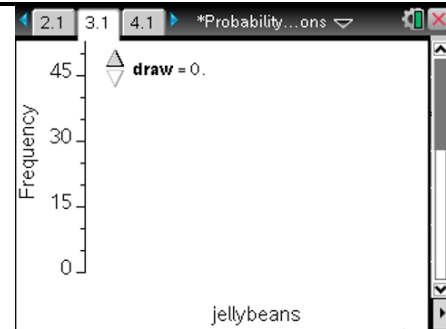 2.1 3.1 4.1 *Probability...ons
45
draw = 0.
30
15
0
Frequency
jellybeans